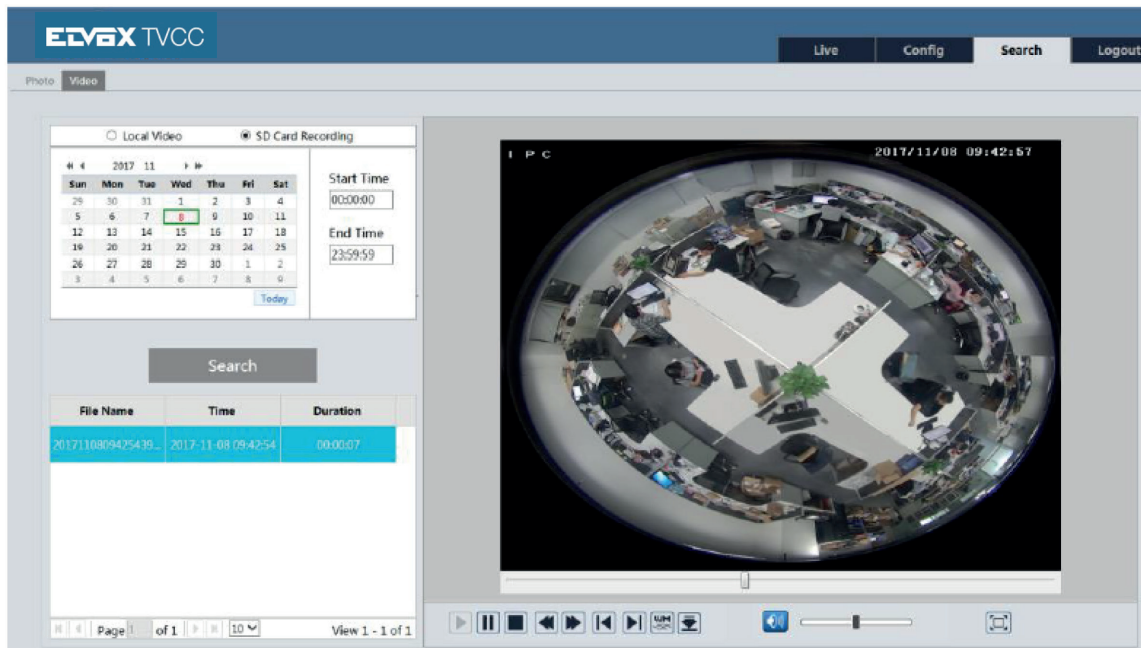 ELVOX TVCC
Live Config Search Logout
Photo Video
Local Video SD Card Recording
2017 11
Sun Mon Tue Wed Thu Fri Sat
29 30 31 1 2 3 4
5 6 7 8 9 10 11
12 13 14 15 16 17 18
19 20 21 22 23 24 25
26 27 28 29 30 1 2
3 4 5 6 7 8 9
Today
Start Time
00:00:00
End Time
23:59:59
Search
File Name Time Duration
2017110809425439... 2017-11-08 09:42:54 00:00:07
Page 1 of 1 10 View 1 - 1 of 1
IPC 2017/11/08 09:42:57
WM